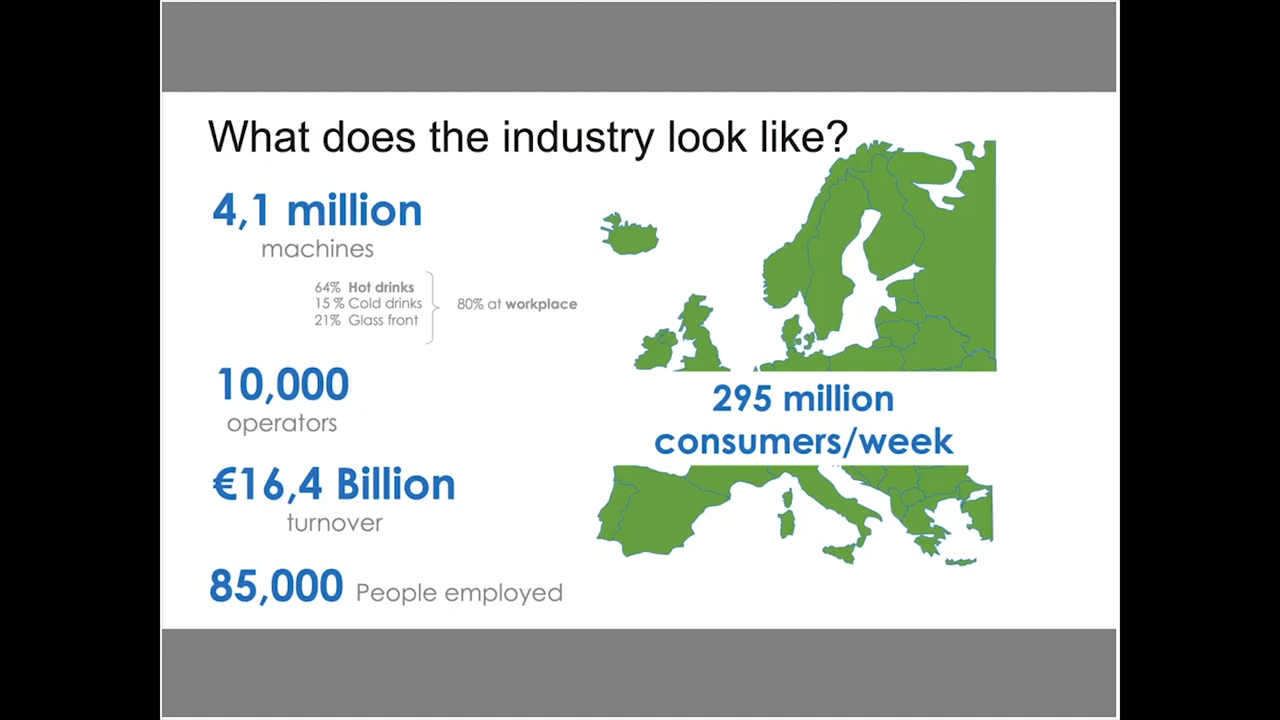 What does the industry look like?
4,1 million
machines
64% Hot drinks
15 % Cold drinks
21% Glass front
80% at workplace
10,000
operators
€16,4 Billion
turnover
85,000 People employed
295 million
consumers/week